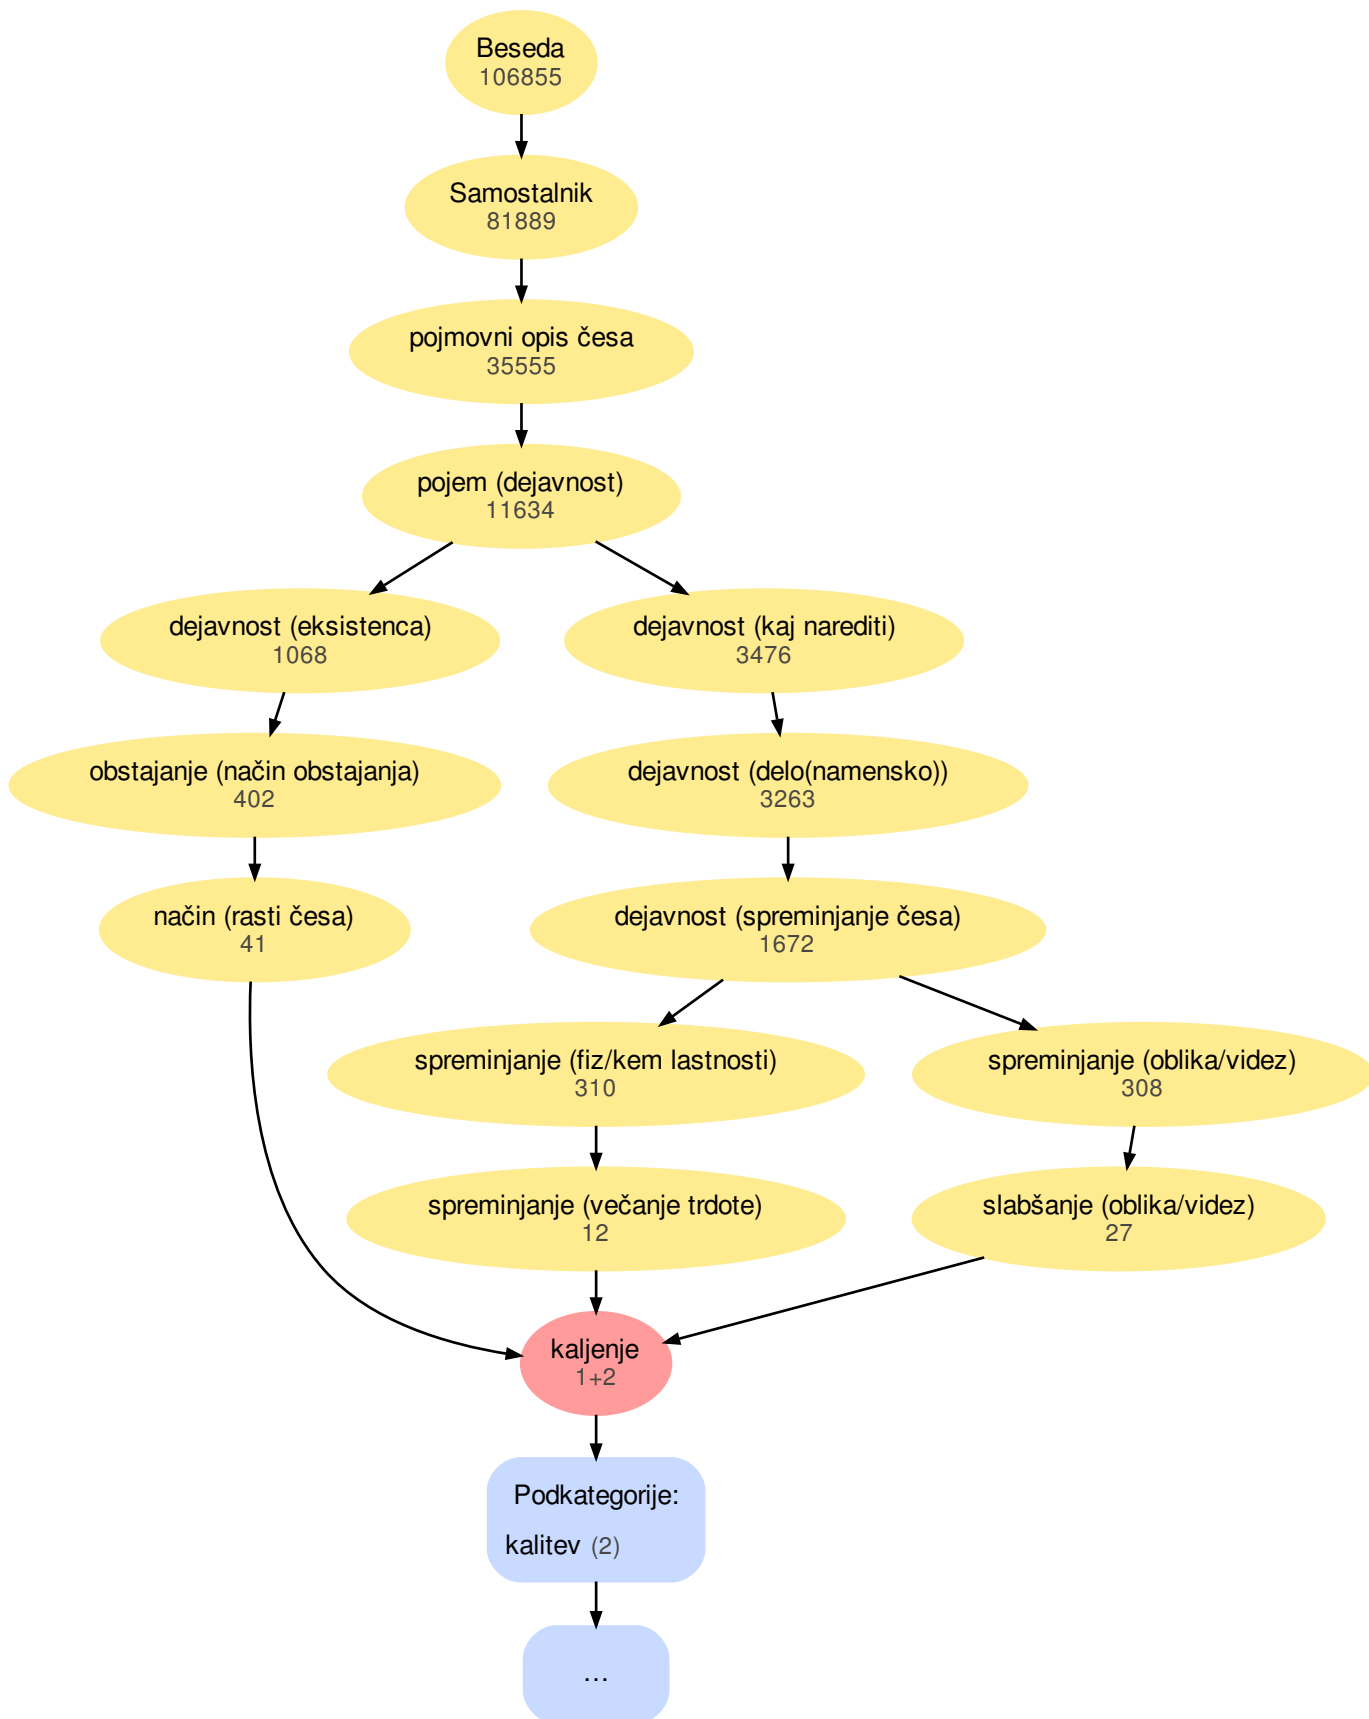 Beseda
106855
Samostalnik
81889
pojmovni opis česa
35555
pojem (dejavnost)
11634
dejavnost (eksistenca)
1068
dejavnost (kaj narediti)
3476
obstajanje (način obstajanja)
402
dejavnost (delo(namensko))
3263
način (rasti česa)
41
dejavnost (spreminjanje česa)
1672
spreminjanje (fiz/kem lastnosti)
310
spreminjanje (oblika/videz)
308
spreminjanje (večanje trdote)
12
slabšanje (oblika/videz)
27
kaljenje
1+2
Podkategorije:
kalitev (2)
...